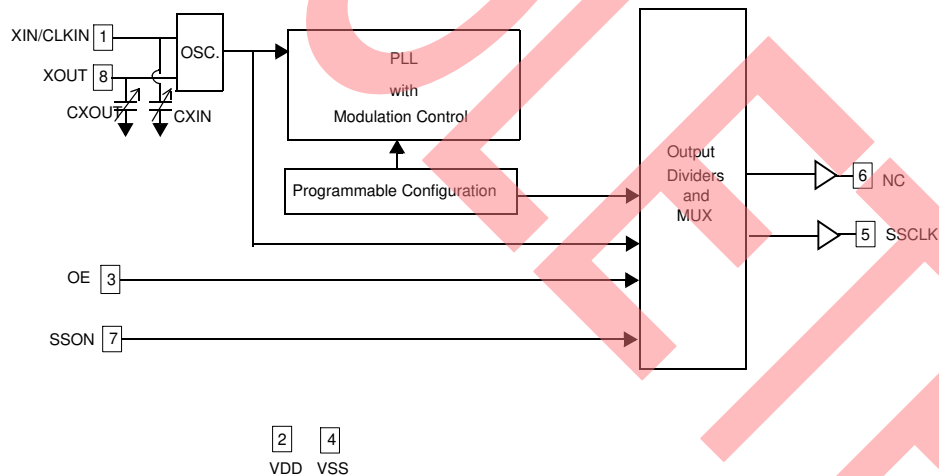 XIN/CLKIN 1
XOUT 8
CXOUT
CXIN
OSC.
PLL
with
Modulation Control
Programmable Configuration
Output
Dividers
and
MUX
6 NC
5 SSCLK
OE 3
SSON 7
2 4
VDD VSS